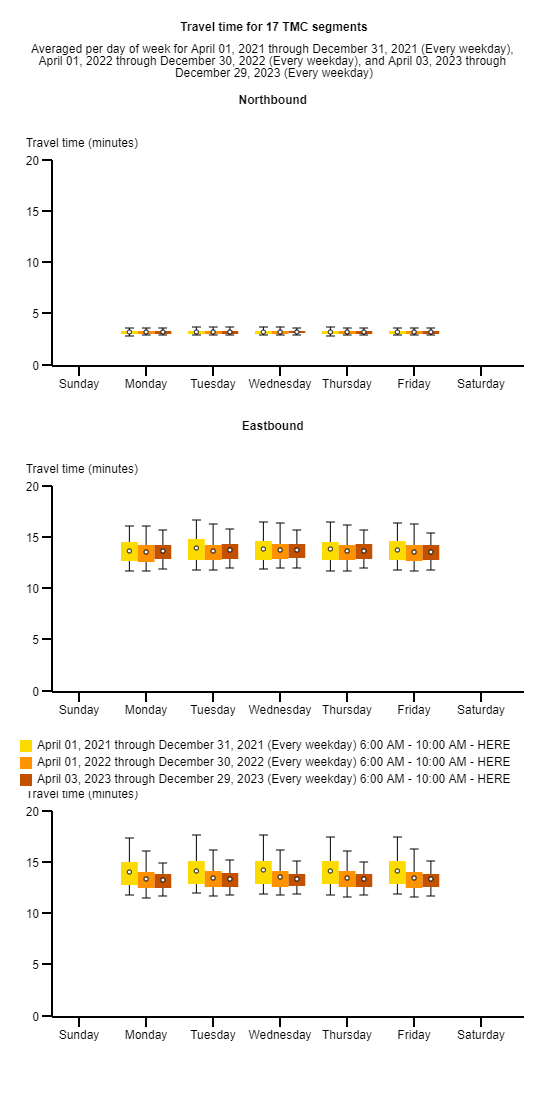 Travel time for 17 TMC segments
Averaged per day of week for April 01, 2021 through December 31, 2021 (Every weekday),
April 01, 2022 through December 30, 2022 (Every weekday), and April 03, 2023 through
December 29, 2023 (Every weekday)
Northbound
Travel time (minutes)
20
15
10
5
0
Sunday Monday Tuesday Wednesday Thursday Friday Saturday
Eastbound
Travel time (minutes)
20
15
10
5
0
Sunday Monday Tuesday Wednesday Thursday Friday Saturday
April 01, 2021 through December 31, 2021 (Every weekday) 6:00 AM - 10:00 AM - HERE
April 01, 2022 through December 30, 2022 (Every weekday) 6:00 AM - 10:00 AM - HERE
April 03, 2023 through December 29, 2023 (Every weekday) 6:00 AM - 10:00 AM - HERE
Travel time (minutes)
20
15
10
5
0
Sunday Monday Tuesday Wednesday Thursday Friday Saturday